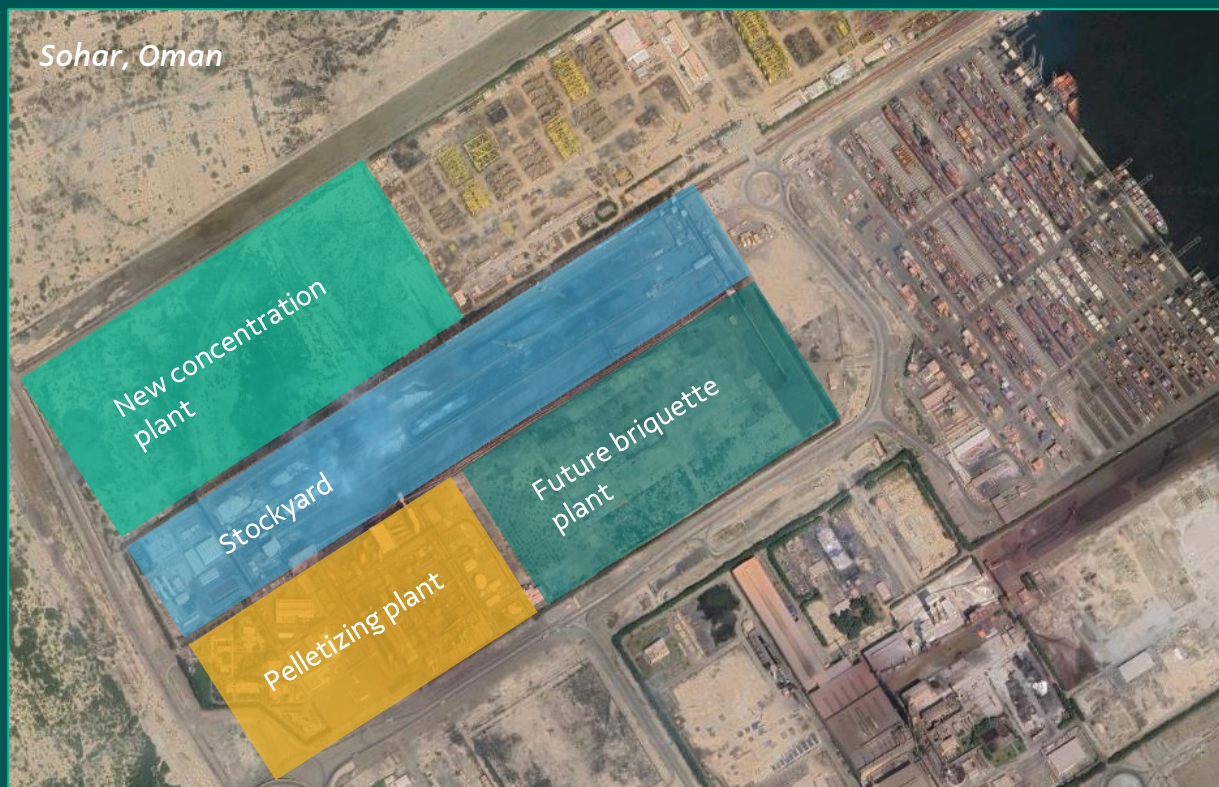 Sohar, Oman
New concentration
plant
Stockyard
Future briquette
plant
Pelletizing plant